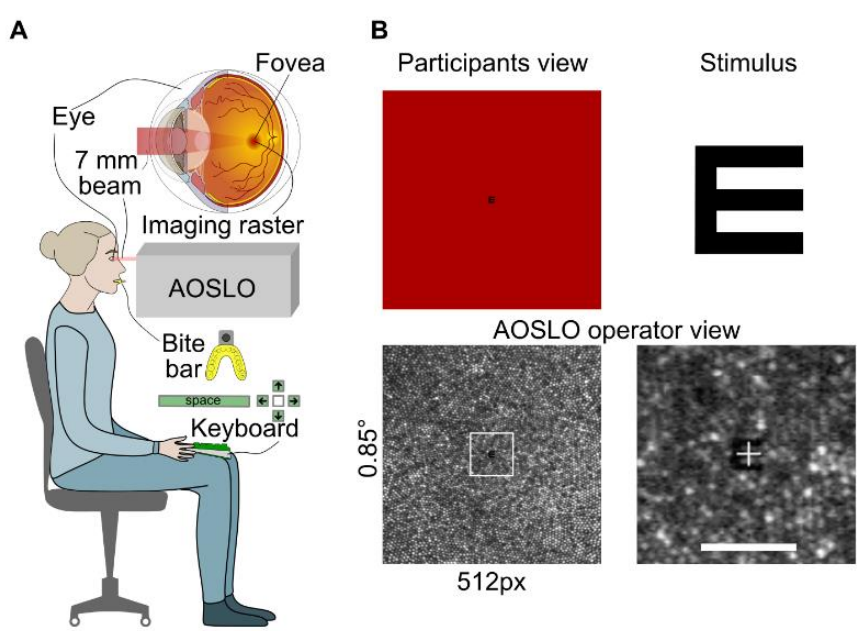 A
Fovea
Eye
7 mm
beam
Imaging raster
AOSLO
Bite
bar
space
Keyboard
B
Participants view
Stimulus
E
E
AOSLO operator view
0.85°
E
512px